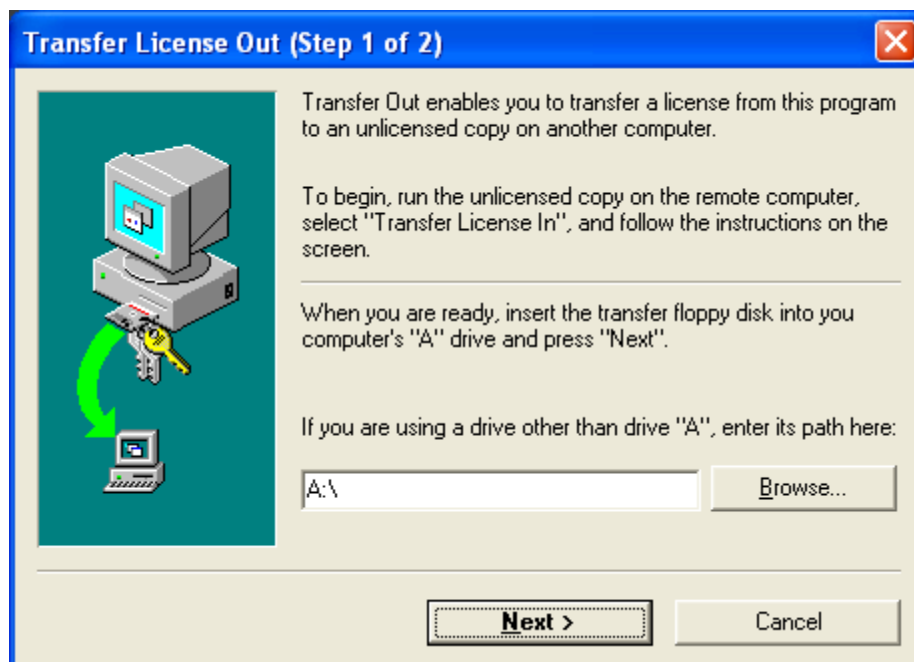 Transfer License Out (Step 1 of 2)
Transfer Out enables you to transfer a license from this program
to an unlicensed copy on another computer.
To begin, run the unlicensed copy on the remote computer,
select "Transfer License In", and follow the instructions on the
screen.
When you are ready, insert the transfer floppy disk into you
computer's "A" drive and press "Next".
If you are using a drive other than drive "A", enter its path here:
A:\
Browse...
Next >
Cancel